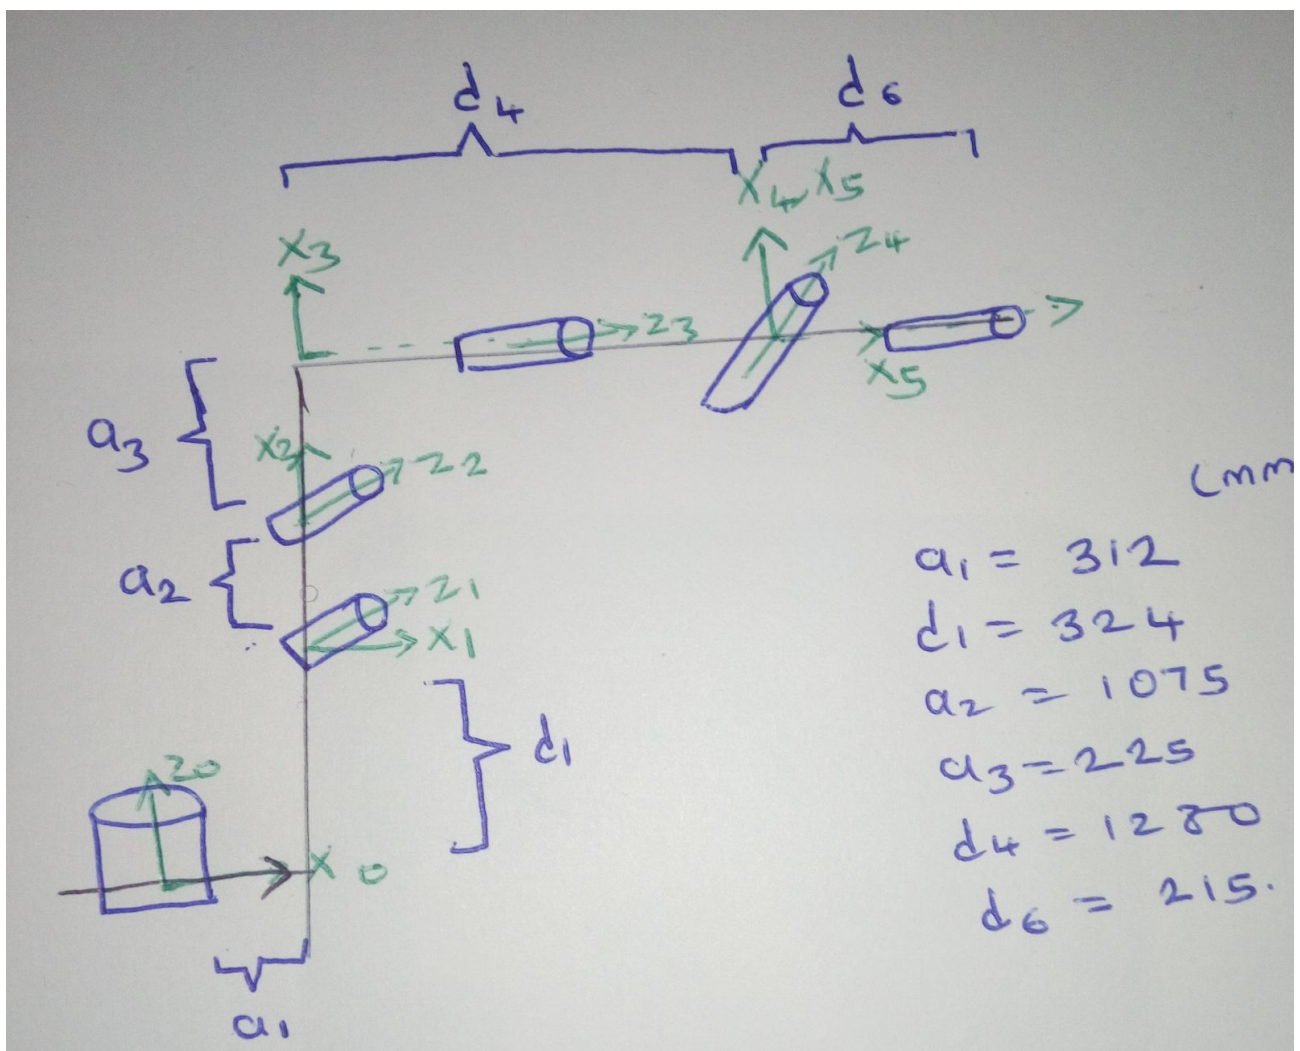 d4
d6
X4, X5
X3
Z4
Z3
X5
a3
X2
Z2
a2
Z1
X1
d1
Z0
X0
a1
(mm
a1 = 312
d1 = 324
a2 = 1075
a3 = 225
d4 = 1280
d6 = 215.